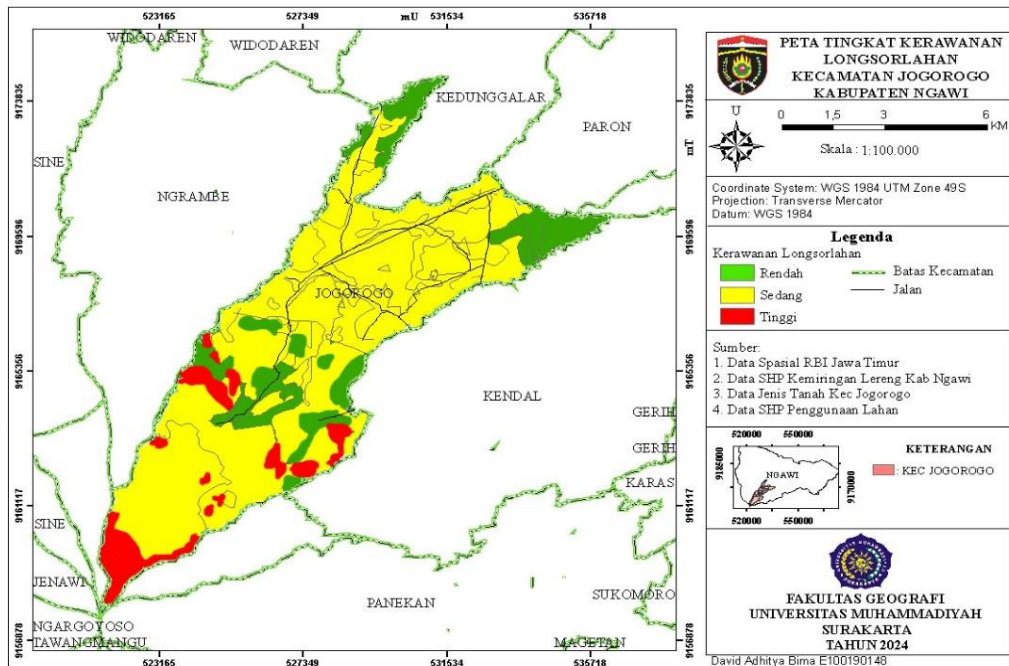 523165 527349 mU 531534 535718
WIDODAREN
WIDODAREN
KEDUNGGALAR
PARON
SINE
NGRAMBE
JOGOROGO
KENDAL
GERIH
GERIH
KARAS
SINE
JENAWI
PANEKAN
SUKOMORO
NGARGOYOSO
TAWANGMANGU
MAGETAN
9173835
9169596
9165356
9161117
9156878
mT
9173835
9169596
9165356
9161117
9156878
523165 527349 531534 535718
PETA TINGKAT KERAWANAN
LONGSORLAHAN
KECAMATAN JOGOROGO
KABUPATEN NGAWI
U
0 1,5 3 6
KM
Skala : 1:100.000
Coordinate System: WGS 1984 UTM Zone 49S
Projection: Transverse Mercator
Datum: WGS 1984
Legenda
Kerawanan Longsorlahan
Rendah
Sedang
Tinggi
Batas Kecamatan
Jalan
Sumber:
1. Data Spasial RBI Jawa Timur
2. Data SHP Kemiringan Lereng Kab Ngawi
3. Data Jenis Tanah Kec Jogorogo
4. Data SHP Penggunaan Lahan
520000 550000
9185000
NGAWI
9170000
520000 550000
KETERANGAN
: KEC JOGOROGO
FAKULTAS GEOGRAFI
UNIVERSITAS MUHAMMADIYAH
SURAKARTA
TAHUN 2024
David Adhitya Bima E100190148